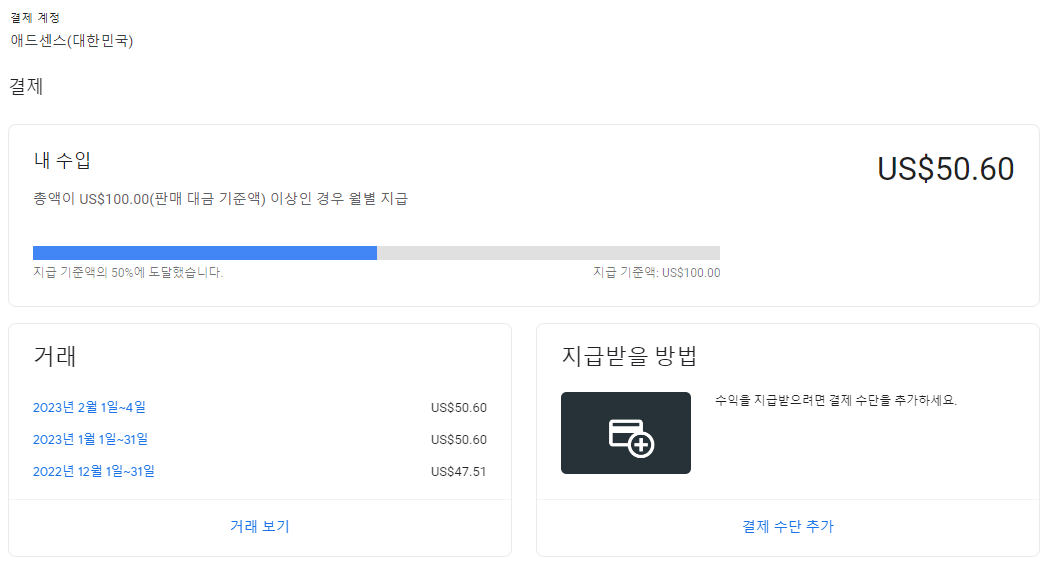 결제 계정
애드센스(대한민국)
결제
내 수입
US$50.60
총액이 US$100.00(판매 대금 기준액) 이상인 경우 월별 지급
지급 기준액의 50%에 도달했습니다.
지급 기준액: US$100.00
거래
2023년 2월 1일~4일 US$50.60
2023년 1월 1일~31일 US$50.60
2022년 12월 1일~31일 US$47.51
거래 보기
지급받을 방법
수익을 지급받으려면 결제 수단을 추가하세요.
결제 수단 추가